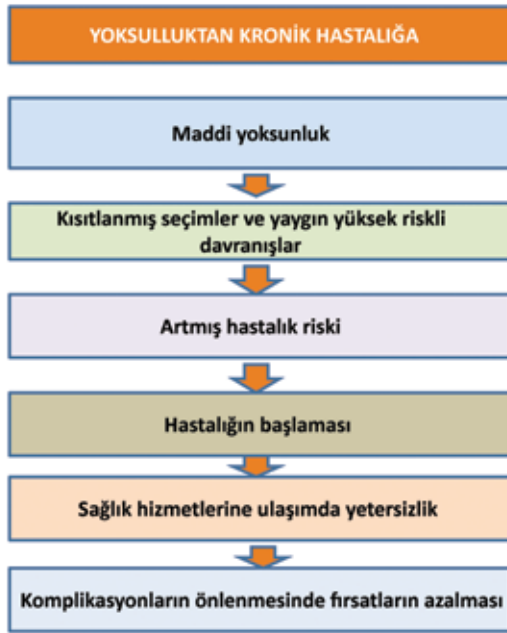 YOKSULLUKTAN KRONİK HASTALIĞA
Maddi yoksunluk
Kısıtlanmış seçimler ve yaygın yüksek riskli
davranışlar
Artmış hastalık riski
Hastalığın başlaması
Sağlık hizmetlerine ulaşımda yetersizlik
Komplikasyonların önlenmesinde fırsatların azalması